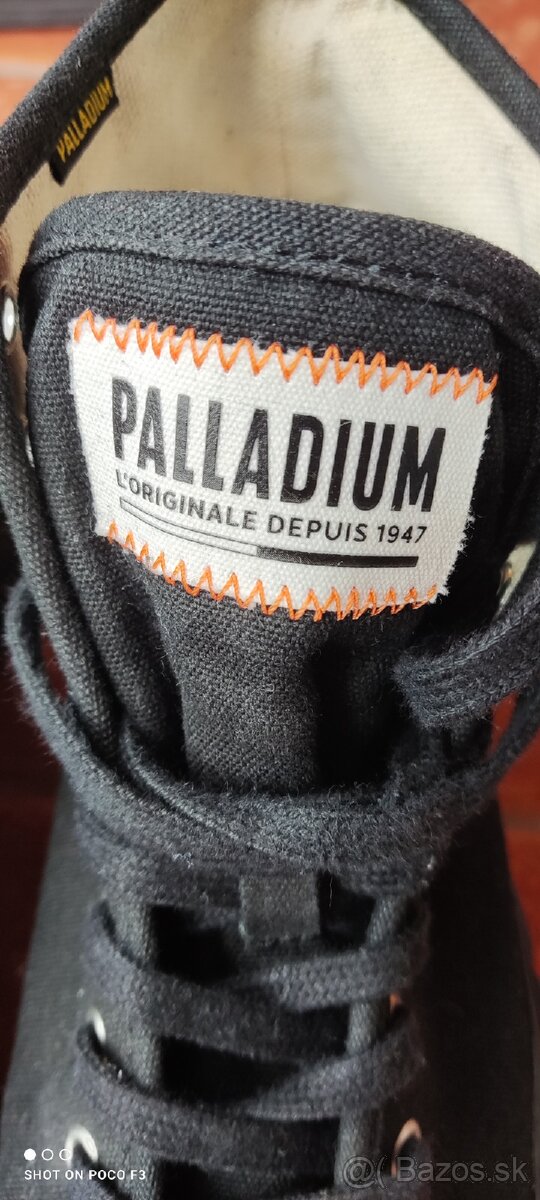 PALLADIUM
PALLADIUM
L'ORIGINALE DEPUIS 1947
SHOT ON POCO F3
@( Bazos.sk